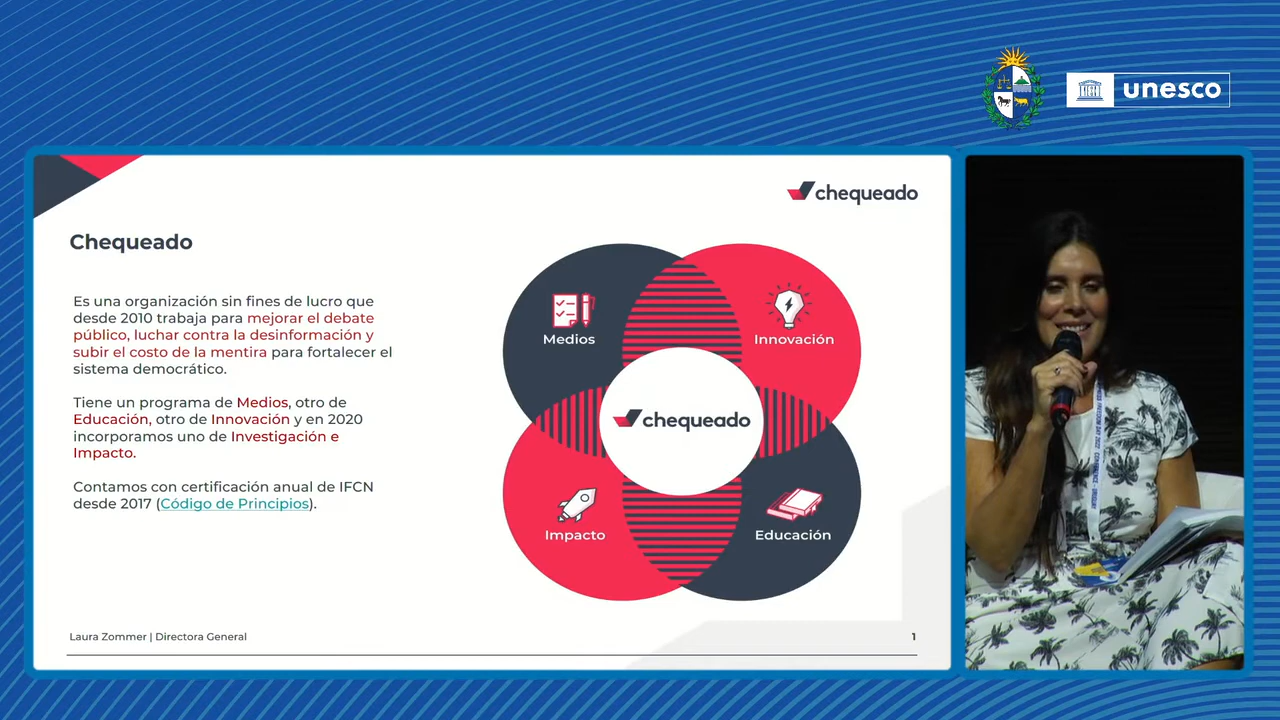 unesco
chequeado
Chequeado
Es una organización sin fines de lucro que
desde 2010 trabaja para mejorar el debate
público, luchar contra la desinformación y
subir el costo de la mentira para fortalecer el
sistema democrático.
Tiene un programa de Medios, otro de
Educación, otro de Innovación y en 2020
incorporamos uno de Investigación e
Impacto.
Contamos con certificación anual de IFCN
desde 2017 (Código de Principios).
Medios
Innovación
chequeado
Impacto
Educación
Laura Zommer | Directora General
1